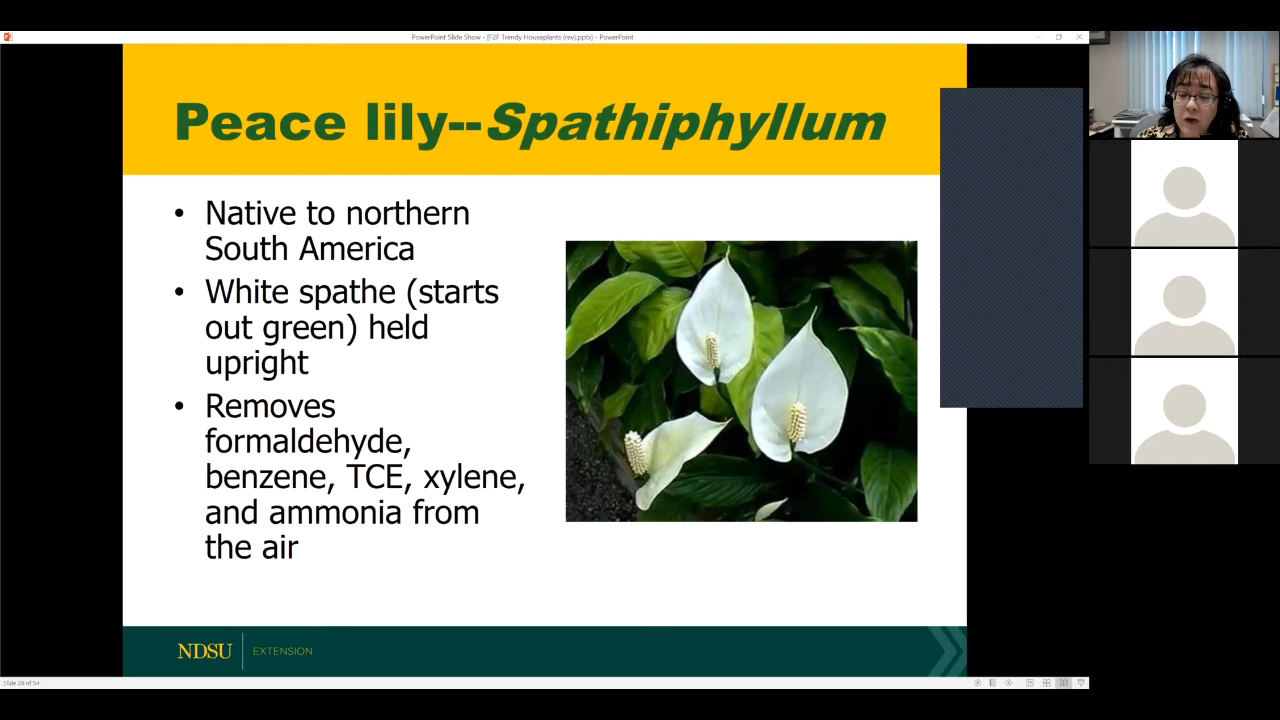 PowerPoint Slide Show - [F2F Trendy Houseplants (rev).pptx] - PowerPoint
Peace lily--Spathiphyllum
• Native to northern
South America
• White spathe (starts
out green) held
upright
• Removes
formaldehyde,
benzene, TCE, xylene,
and ammonia from
the air
NDSU EXTENSION
Slide 28 of 54